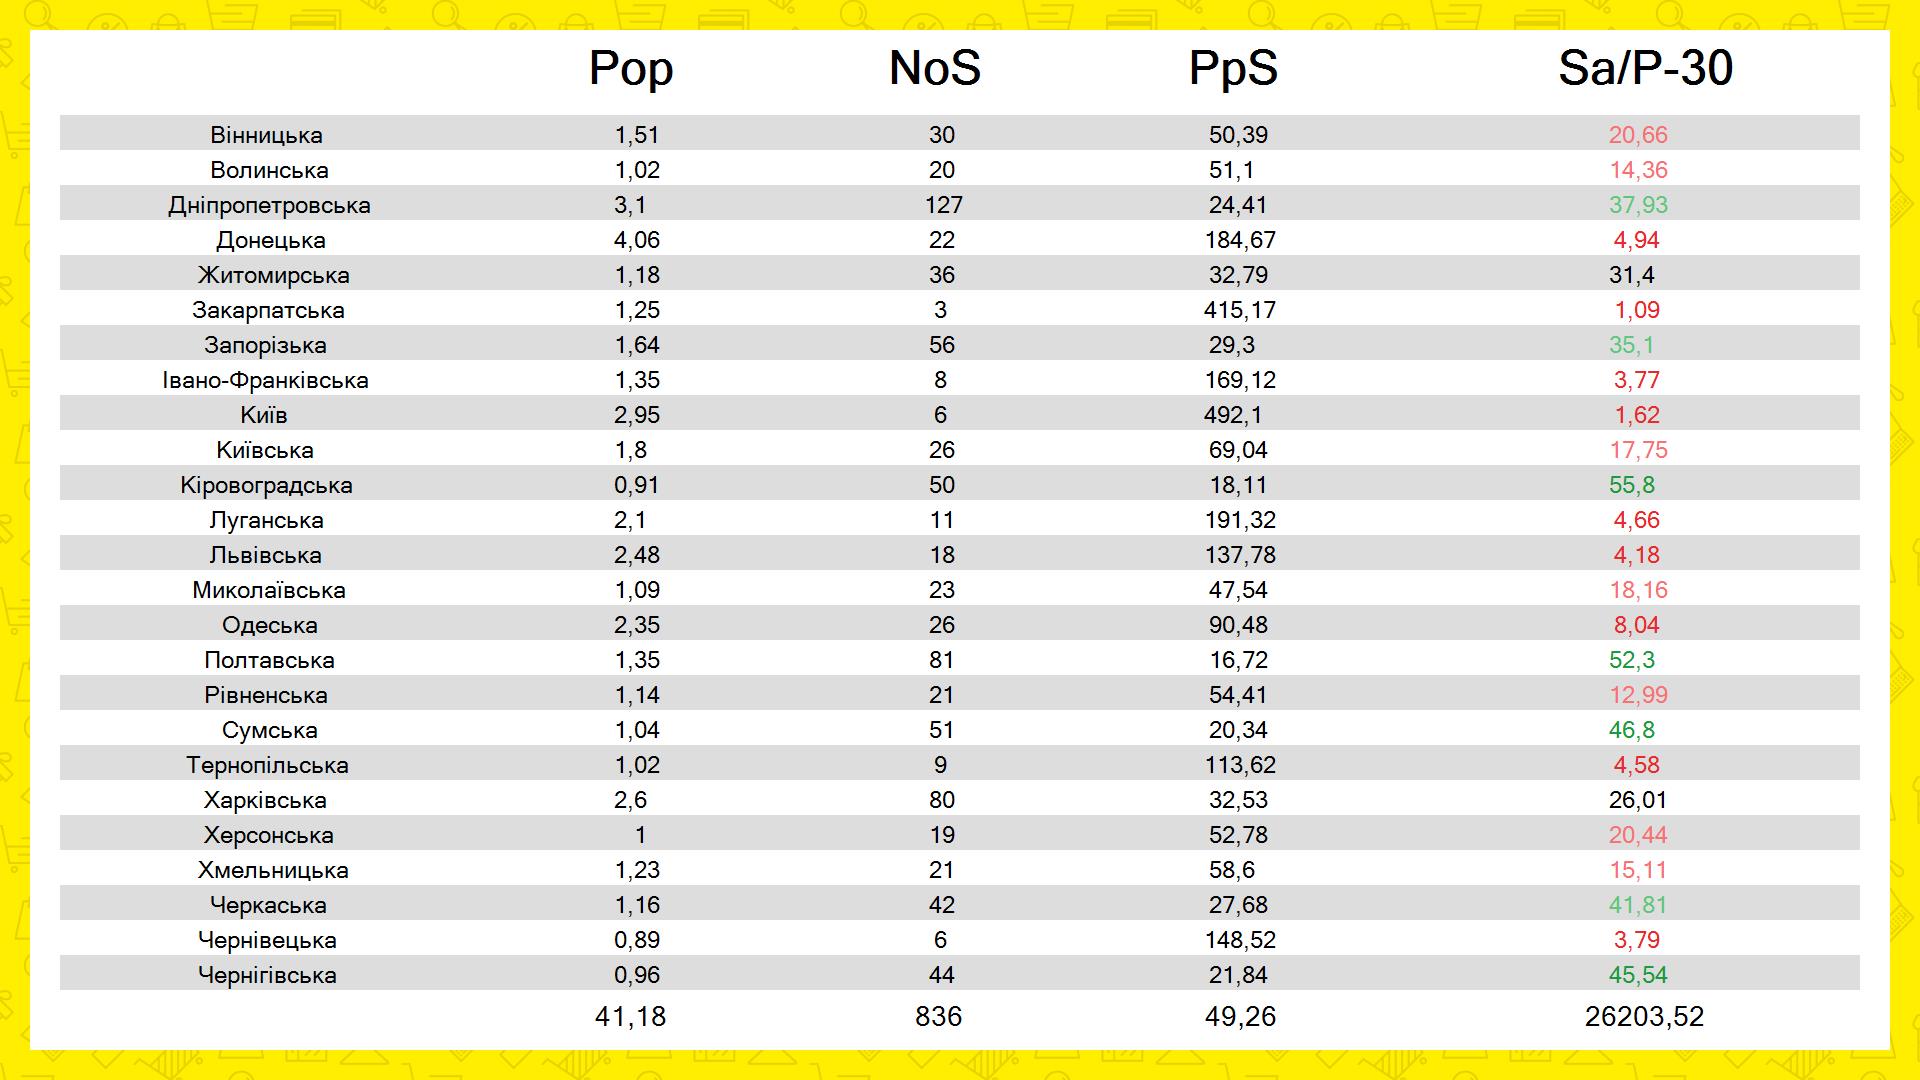 Pop NoS PpS Sa/P-30
Вінницька 1,51 30 50,39 20,66
Волинська 1,02 20 51,1 14,36
Дніпропетровська 3,1 127 24,41 37,93
Донецька 4,06 22 184,67 4,94
Житомирська 1,18 36 32,79 31,4
Закарпатська 1,25 3 415,17 1,09
Запорізька 1,64 56 29,3 35,1
Івано-Франківська 1,35 8 169,12 3,77
Київ 2,95 6 492,1 1,62
Київська 1,8 26 69,04 17,75
Кіровоградська 0,91 50 18,11 55,8
Луганська 2,1 11 191,32 4,66
Львівська 2,48 18 137,78 4,18
Миколаївська 1,09 23 47,54 18,16
Одеська 2,35 26 90,48 8,04
Полтавська 1,35 81 16,72 52,3
Рівненська 1,14 21 54,41 12,99
Сумська 1,04 51 20,34 46,8
Тернопільська 1,02 9 113,62 4,58
Харківська 2,6 80 32,53 26,01
Херсонська 1 19 52,78 20,44
Хмельницька 1,23 21 58,6 15,11
Черкаська 1,16 42 27,68 41,81
Чернівецька 0,89 6 148,52 3,79
Чернігівська 0,96 44 21,84 45,54
41,18 836 49,26 26203,52